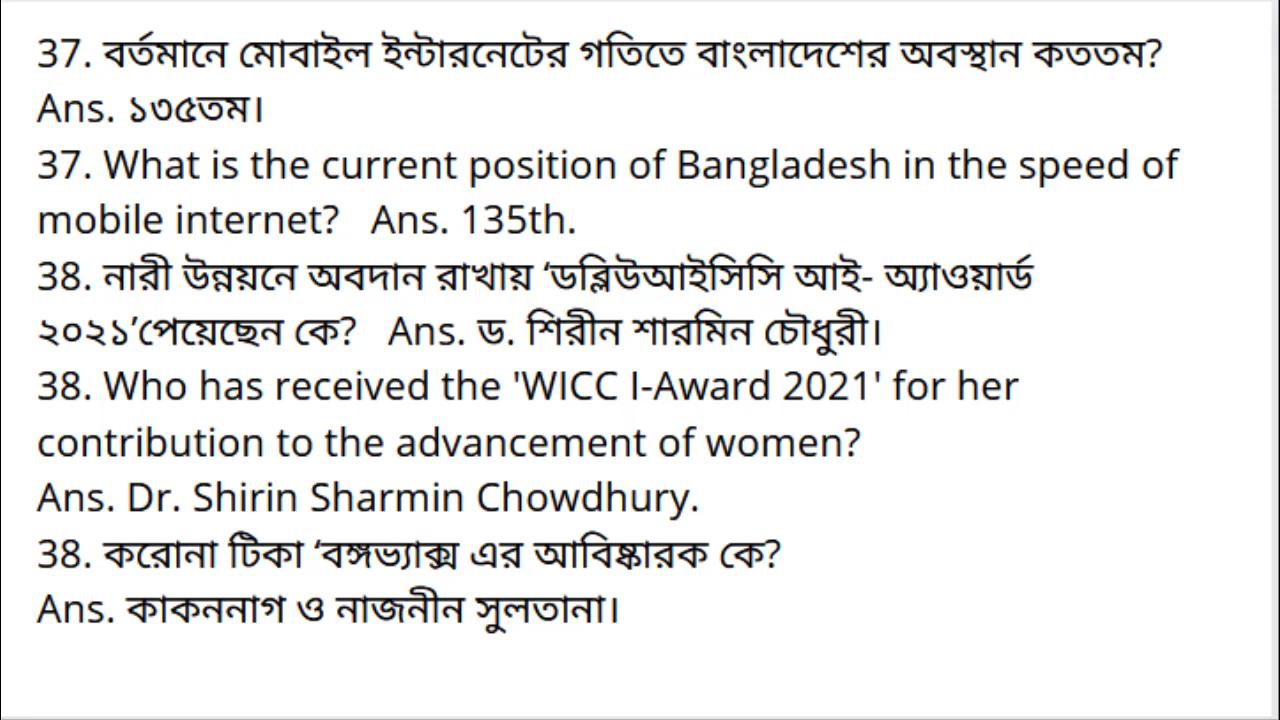 37. বর্তমানে মোবাইল ইন্টারনেটের গতিতে বাংলাদেশের অবস্থান কততম?
Ans. ১৩৫তম।
37. What is the current position of Bangladesh in the speed of
mobile internet? Ans. 135th.
38. নারী উন্নয়নে অবদান রাখায় ‘ডব্লিউআইসিসি আই- অ্যাওয়ার্ড
২০২১’পেয়েছেন কে? Ans. ড. শিরীন শারমিন চৌধুরী।
38. Who has received the 'WICC I-Award 2021' for her
contribution to the advancement of women?
Ans. Dr. Shirin Sharmin Chowdhury.
38. করোনা টিকা ‘বঙ্গভ্যাক্স এর আবিষ্কারক কে?
Ans. কাকননাগ ও নাজনীন সুলতানা।